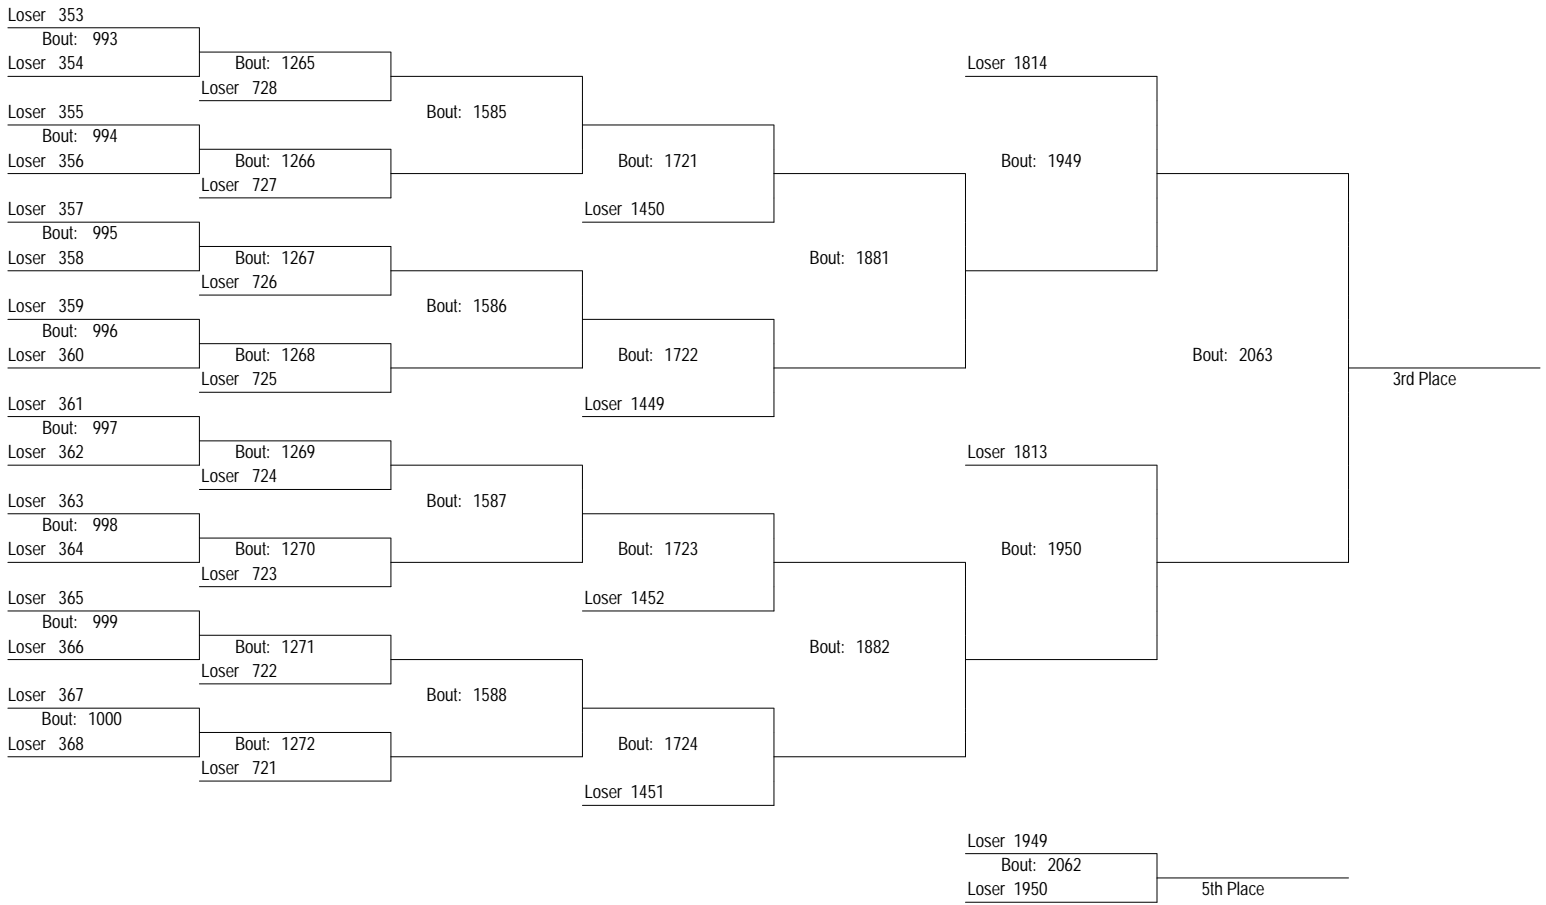 Loser 353
Bout: 993
Loser 354
Bout: 1265
Loser 1814
Loser 728
Loser 355
Bout: 1585
Bout: 994
Loser 356
Bout: 1266
Bout: 1721
Bout: 1949
Loser 727
Loser 357
Loser 1450
Bout: 995
Loser 358
Bout: 1267
Bout: 1881
Loser 726
Loser 359
Bout: 1586
Bout: 996
Loser 360
Bout: 1268
Bout: 1722
Bout: 2063
Loser 725
3rd Place
Loser 361
Loser 1449
Bout: 997
Loser 362
Bout: 1269
Loser 1813
Loser 724
Loser 363
Bout: 1587
Bout: 998
Loser 364
Bout: 1270
Bout: 1723
Bout: 1950
Loser 723
Loser 365
Loser 1452
Bout: 999
Loser 366
Bout: 1271
Bout: 1882
Loser 722
Loser 367
Bout: 1588
Bout: 1000
Loser 368
Bout: 1272
Bout: 1724
Loser 721
Loser 1451
Loser 1949
Bout: 2062
Loser 1950
5th Place